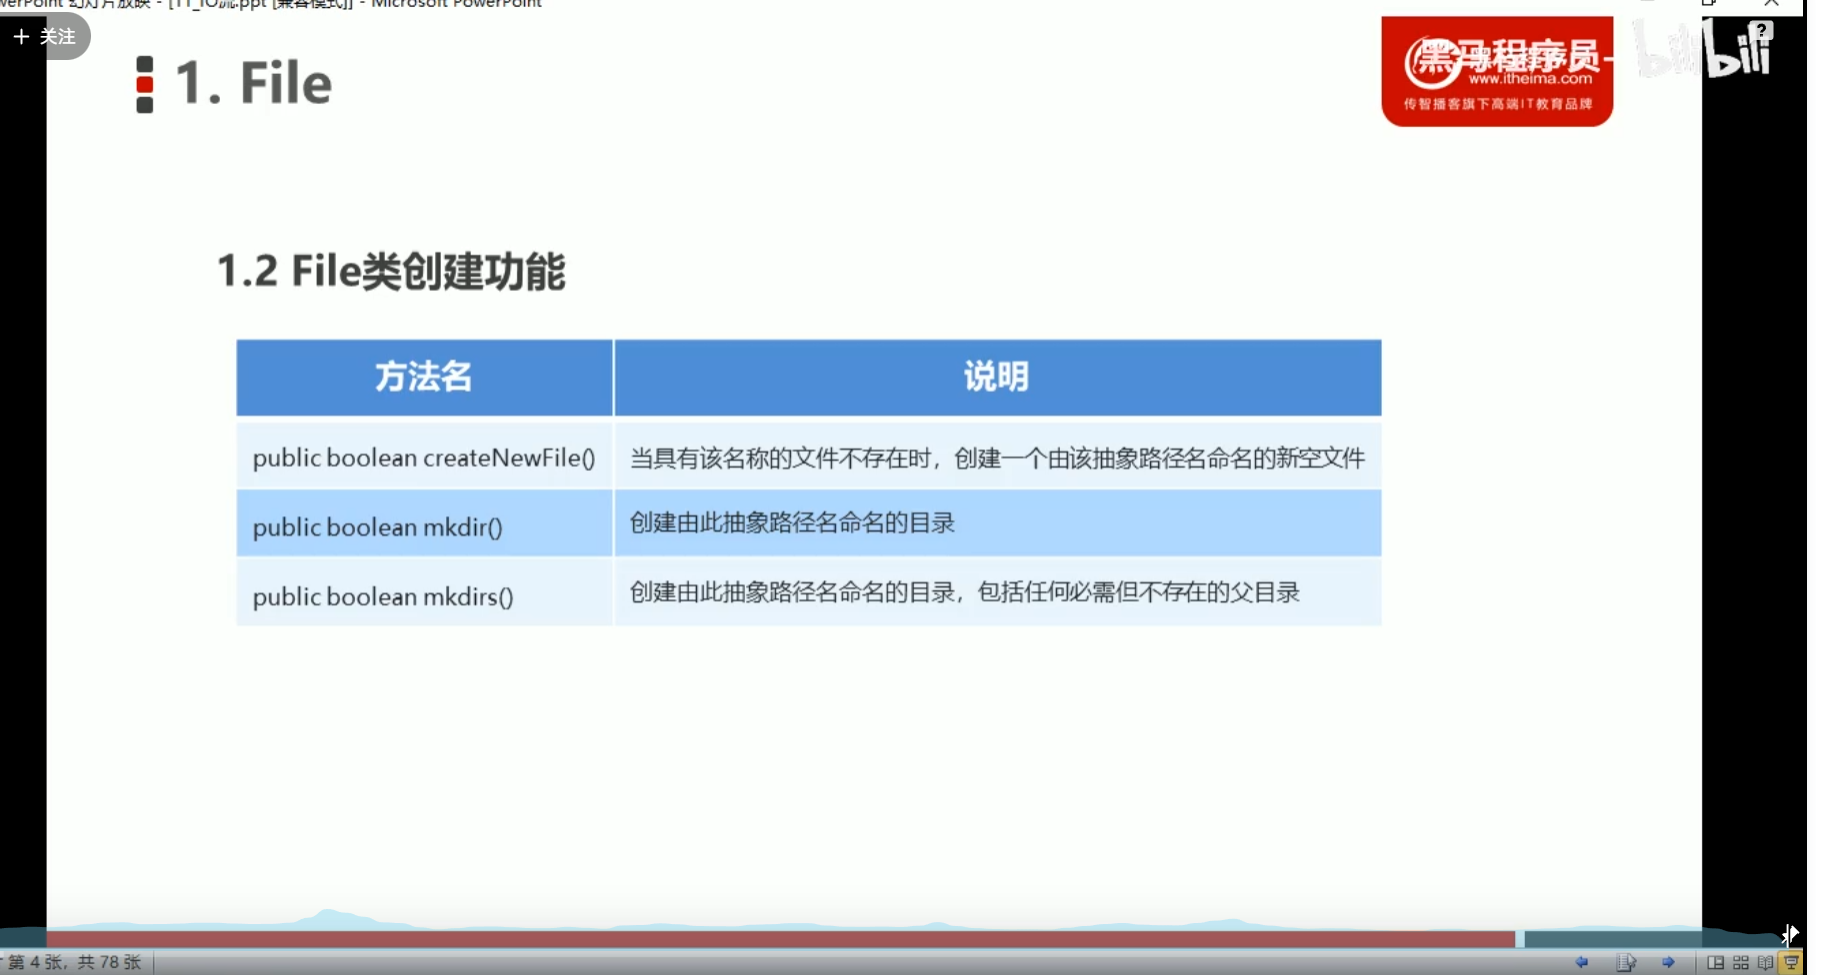 幻灯片放映 - [11_IO流.ppt [兼容模式]] - Microsoft PowerPoint
+ 关注
1. File
黑马程序员-
bilibili
www.itheima.com
传智播客旗下高端IT教育品牌
1.2 File类创建功能
方法名 说明
public boolean createNewFile() 当具有该名称的文件不存在时，创建一个由该抽象路径名命名的新空文件
public boolean mkdir() 创建由此抽象路径名命名的目录
public boolean mkdirs() 创建由此抽象路径名命名的目录，包括任何必需但不存在的父目录
第 4 张，共 78 张